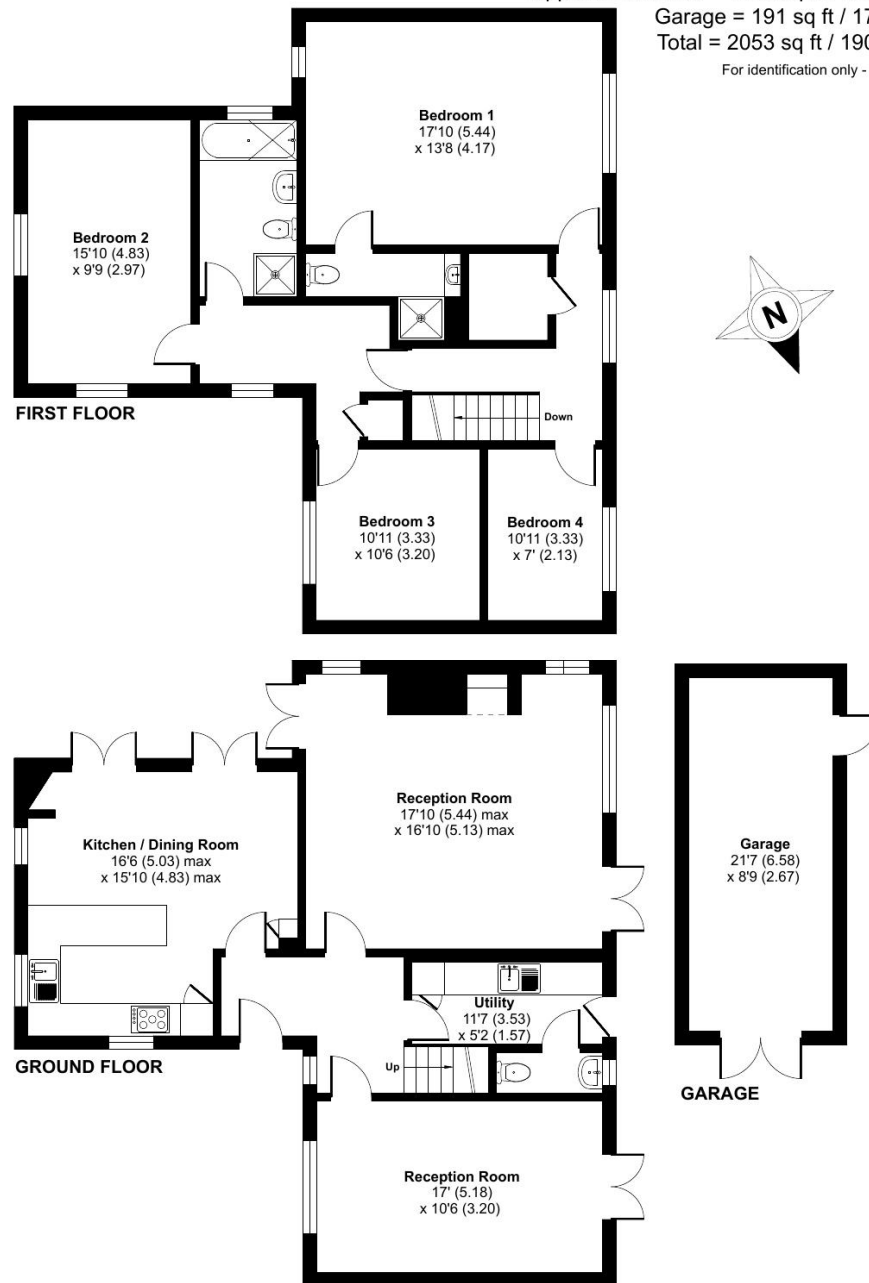 Garage = 191 sq ft / 17
Total = 2053 sq ft / 190
For identification only -
Bedroom 1
17'10 (5.44)
x 13'8 (4.17)
Bedroom 2
15'10 (4.83)
x 9'9 (2.97)
N
Down
FIRST FLOOR
Bedroom 3
10'11 (3.33)
x 10'6 (3.20)
Bedroom 4
10'11 (3.33)
x 7' (2.13)
Reception Room
17'10 (5.44) max
x 16'10 (5.13) max
Kitchen / Dining Room
16'6 (5.03) max
x 15'10 (4.83) max
Garage
21'7 (6.58)
x 8'9 (2.67)
Utility
11'7 (3.53)
x 5'2 (1.57)
Up
GROUND FLOOR
GARAGE
Reception Room
17' (5.18)
x 10'6 (3.20)